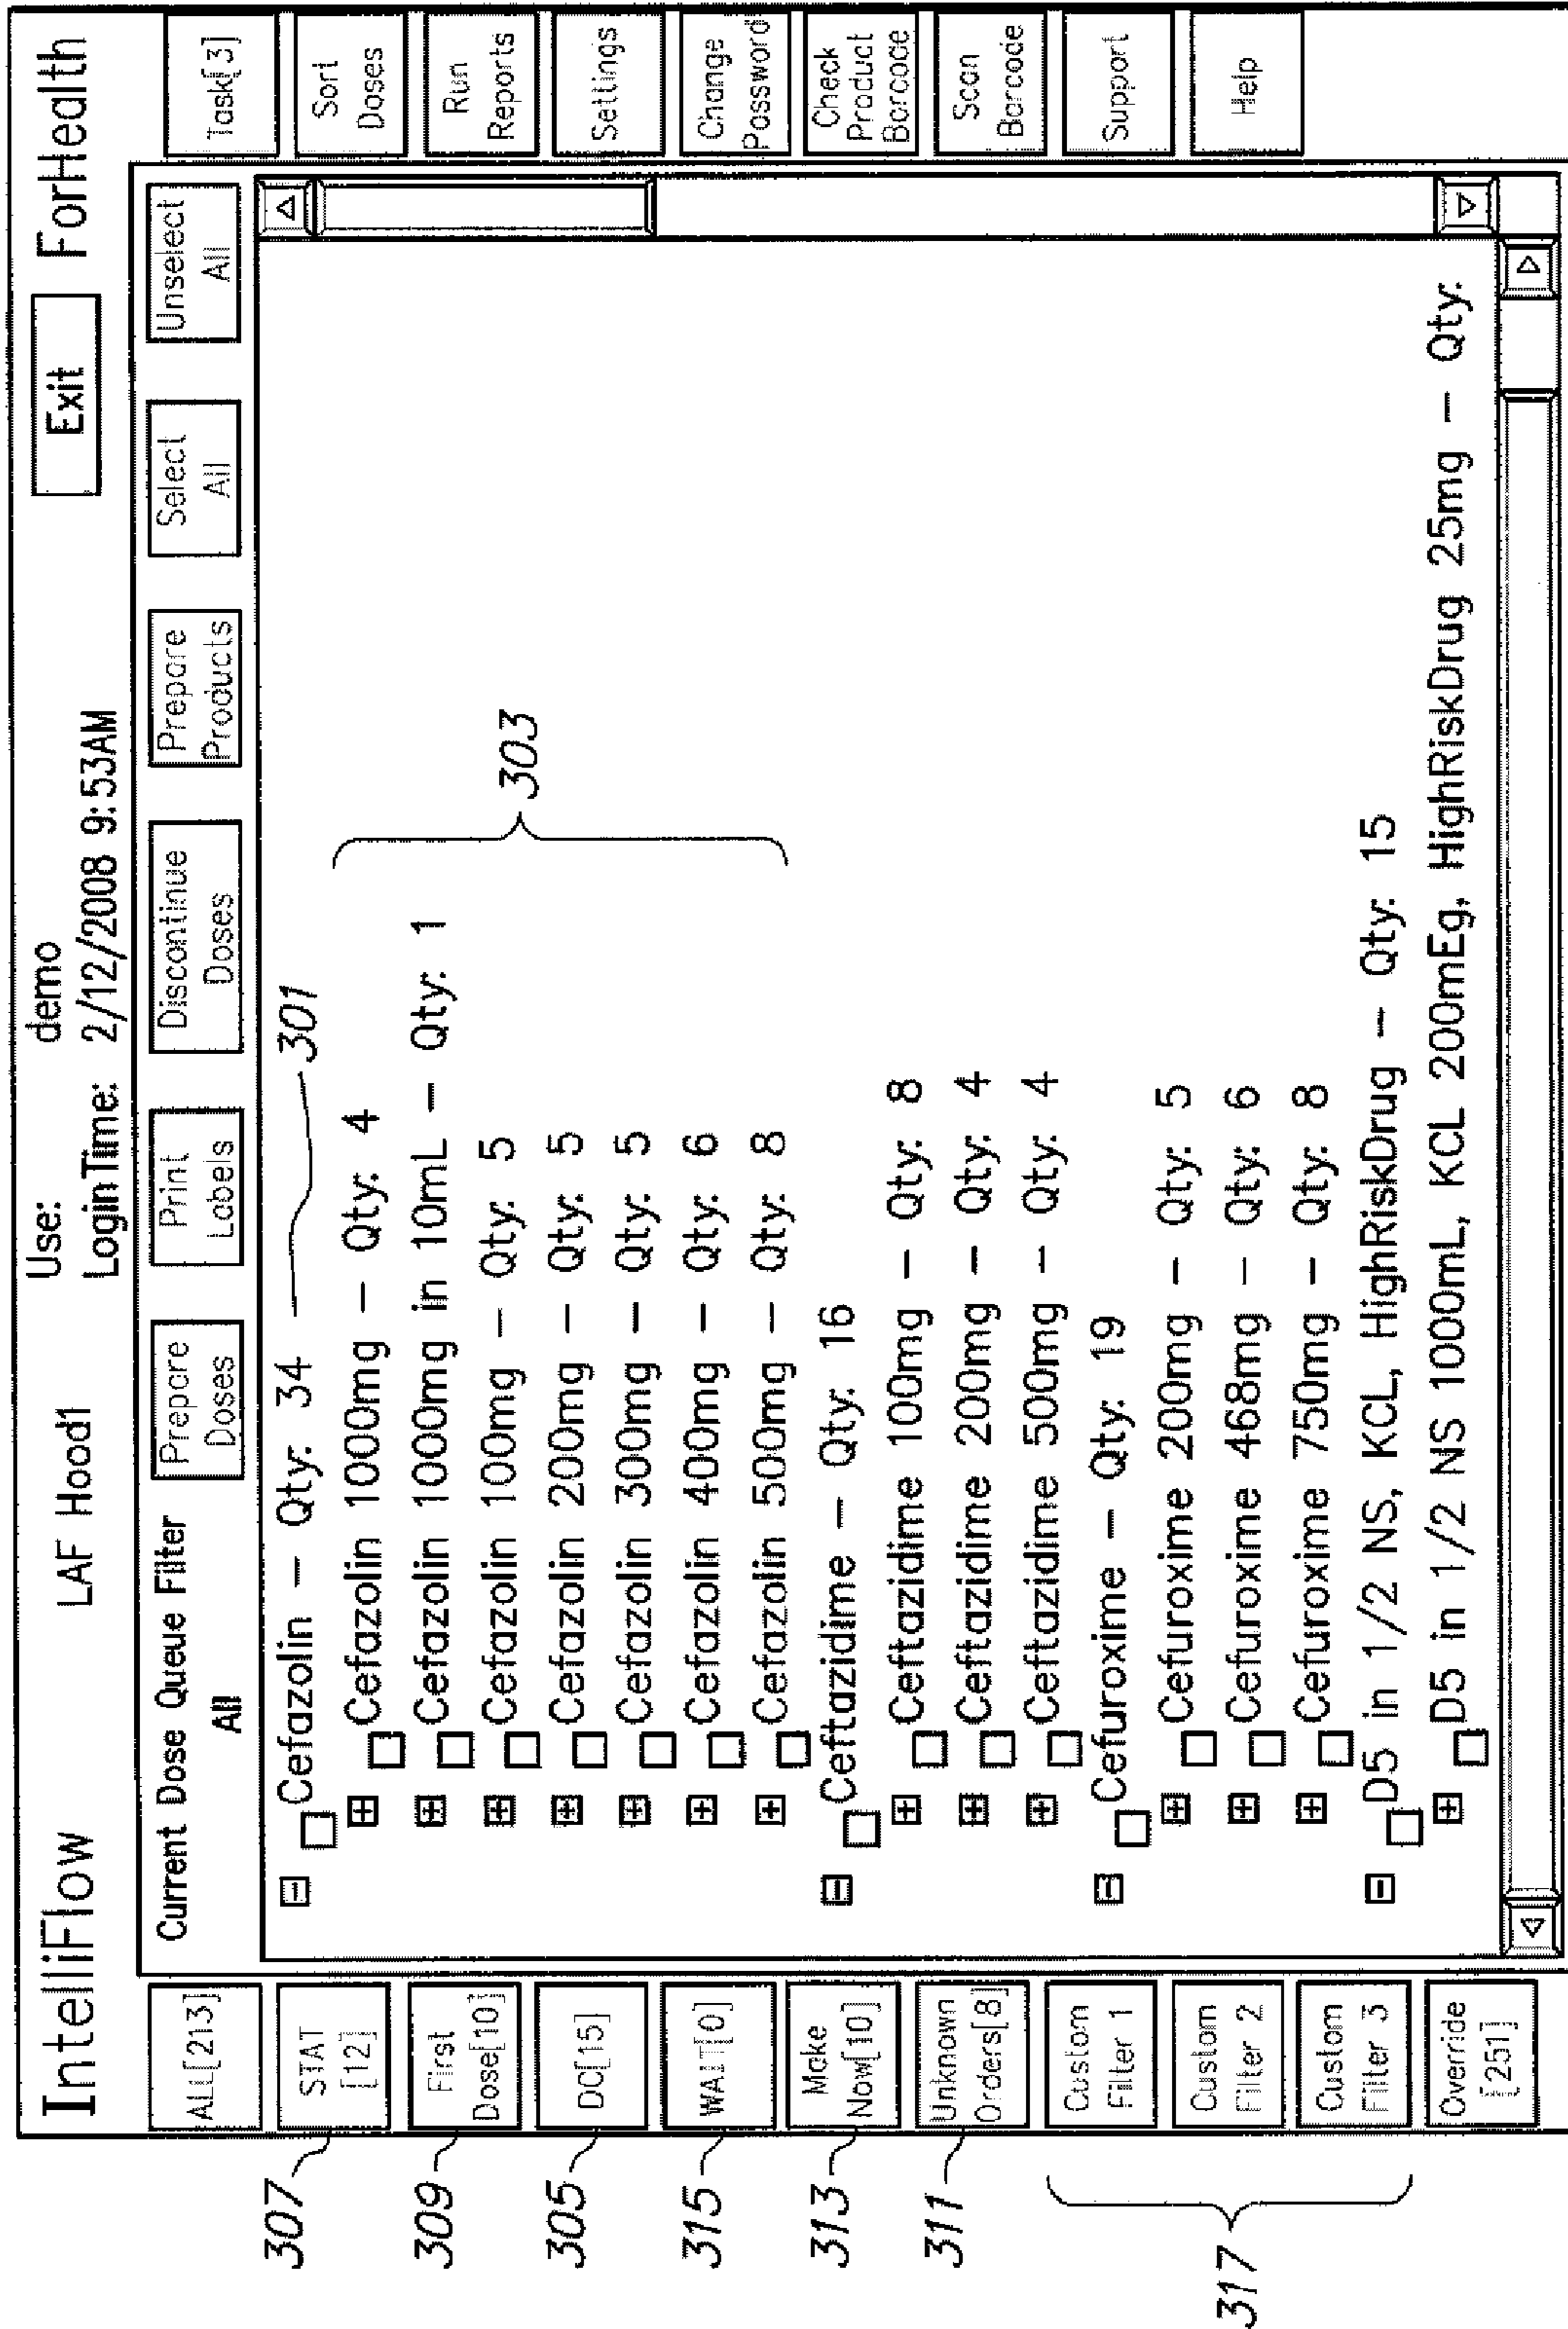 IntelliFlow LAF Hood1 Use: demo Exit ForHealth
LoginTime: 2/12/2008 9:53AM
Current Dose Queue Filter
All
Prepare
Doses
Print
Labels
Discontinue
Doses
Prepare
Products
Select
All
Unselect
All
ALL[213]
STAT
[12]
First
Dose[10]
DC[15]
WAIT[0]
Make
Now[10]
Unknown
Orders[8]
Custom
Filter 1
Custom
Filter 2
Custom
Filter 3
Override
[251]
307
309
305
315
313
311
317
Cefazolin – Qty: 34
301
Cefazolin 1000mg – Qty: 4
Cefazolin 1000mg in 10mL – Qty: 1
Cefazolin 100mg – Qty: 5
Cefazolin 200mg – Qty: 5
Cefazolin 300mg – Qty: 5
Cefazolin 400mg – Qty: 6
Cefazolin 500mg – Qty: 8
303
Ceftazidime – Qty: 16
Ceftazidime 100mg – Qty: 8
Ceftazidime 200mg – Qty: 4
Ceftazidime 500mg – Qty: 4
Cefuroxime – Qty: 19
Cefuroxime 200mg – Qty: 5
Cefuroxime 468mg – Qty: 6
Cefuroxime 750mg – Qty: 8
D5 in 1/2 NS, KCL, HighRiskDrug – Qty: 15
D5 in 1/2 NS 1000mL, KCL 200mEg, HighRiskDrug 25mg – Qty:
Task[3]
Sort
Doses
Run
Reports
Settings
Change
Password
Check
Product
Barcode
Scan
Barcode
Support
Help